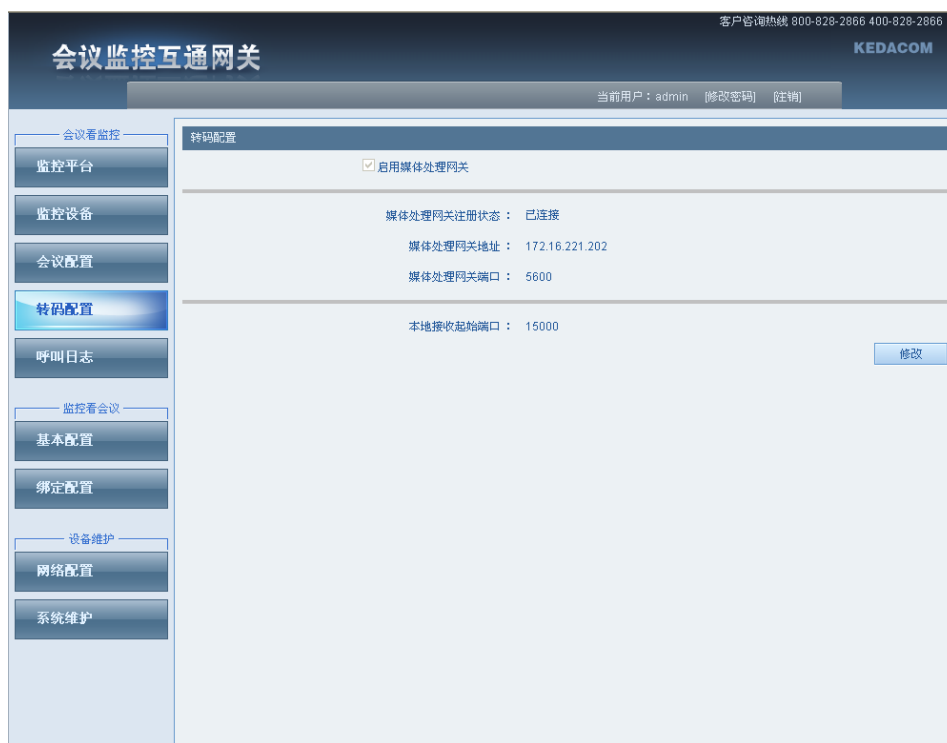 客户咨询热线 800-828-2866 400-828-2866
会议监控互通网关
KEDACOM
当前用户：admin [修改密码] [注销]
会议看监控
监控平台
监控设备
会议配置
转码配置
呼叫日志
监控看会议
基本配置
绑定配置
设备维护
网络配置
系统维护
转码配置
启用媒体处理网关
媒体处理网关注册状态： 已连接
媒体处理网关地址： 172.16.221.202
媒体处理网关端口： 5600
本地接收起始端口： 15000
修改